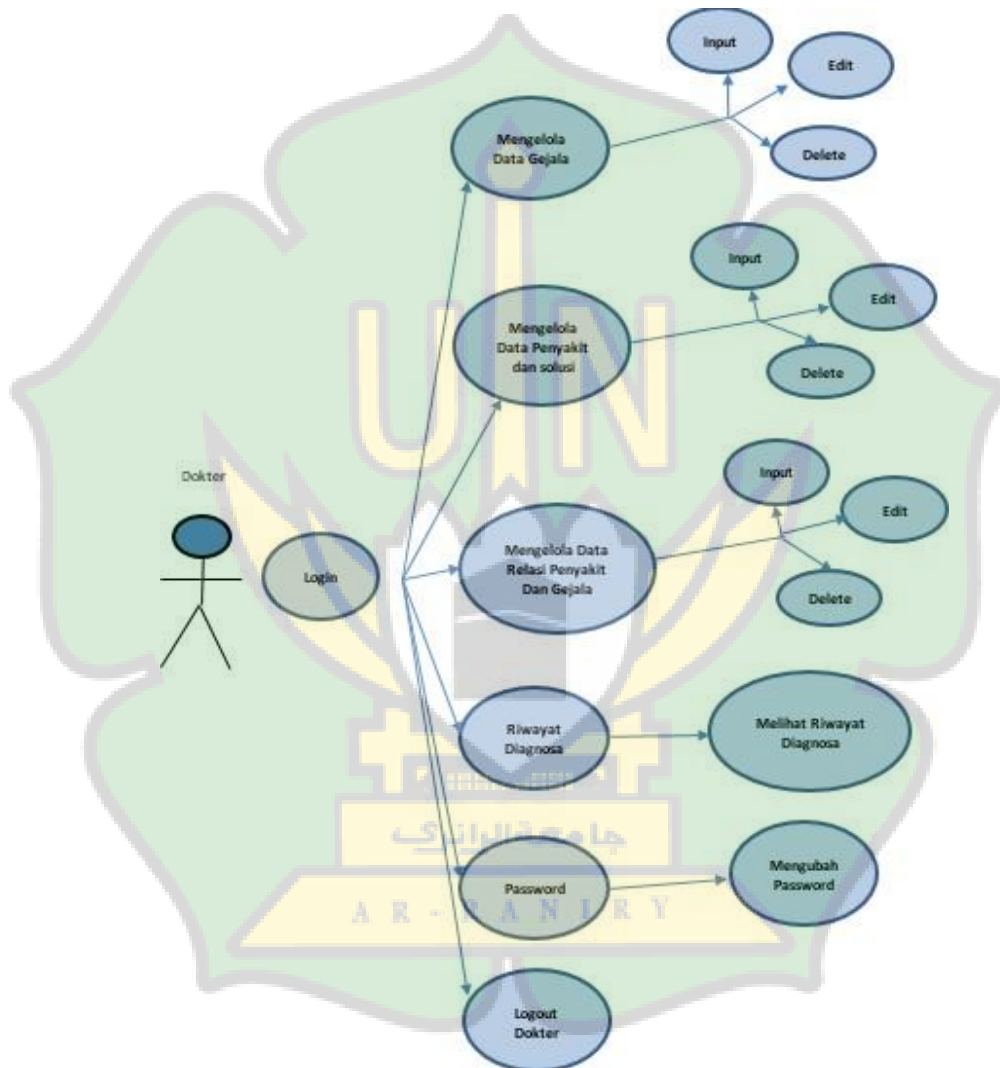 Input
Edit
Mengelola
Data Gejala
Delete
Input
Edit
Mengelola
Data Penyakit
dan solusi
Delete
UIN
Dokter
Input
Edit
Login
Mengelola Data
Relasi Penyakit
Dan Gejala
Delete
Riwayat
Diagnosa
Melihat Riwayat
Diagnosa
جامعة الرانري
Password
Mengubah
Password
AR-RANIRY
Logout
Dokter